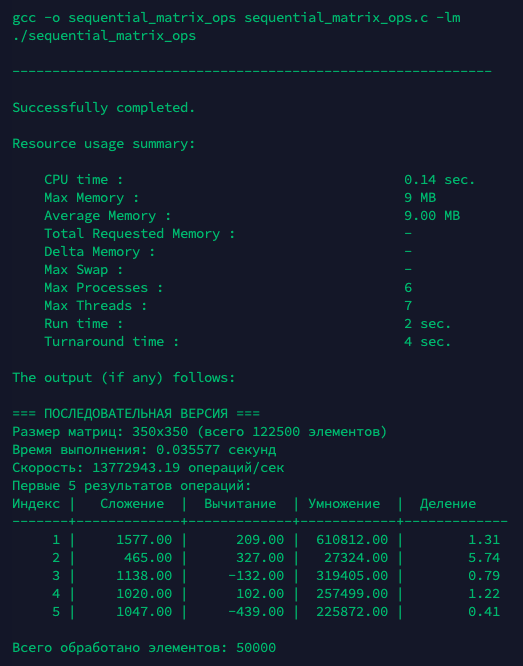 gcc -o sequential_matrix_ops sequential_matrix_ops.c -lm
./sequential_matrix_ops
------------------------------------------------------------
Successfully completed.
Resource usage summary:
CPU time : 0.14 sec.
Max Memory : 9 MB
Average Memory : 9.00 MB
Total Requested Memory : -
Delta Memory : -
Max Swap : -
Max Processes : 6
Max Threads : 7
Run time : 2 sec.
Turnaround time : 4 sec.
The output (if any) follows:
=== ПОСЛЕДОВАТЕЛЬНАЯ ВЕРСИЯ ===
Размер матриц: 350x350 (всего 122500 элементов)
Время выполнения: 0.035577 секунд
Скорость: 13772943.19 операций/сек
Первые 5 результатов операций:
Индекс |   Сложение  |  Вычитание  |  Умножение  |  Деление
-------+-------------+-------------+-------------+-------------
1 | 1577.00 | 209.00 | 610812.00 | 1.31
2 | 465.00 | 327.00 | 27324.00 | 5.74
3 | 1138.00 | -132.00 | 319405.00 | 0.79
4 | 1020.00 | 102.00 | 257499.00 | 1.22
5 | 1047.00 | -439.00 | 225872.00 | 0.41
Всего обработано элементов: 50000